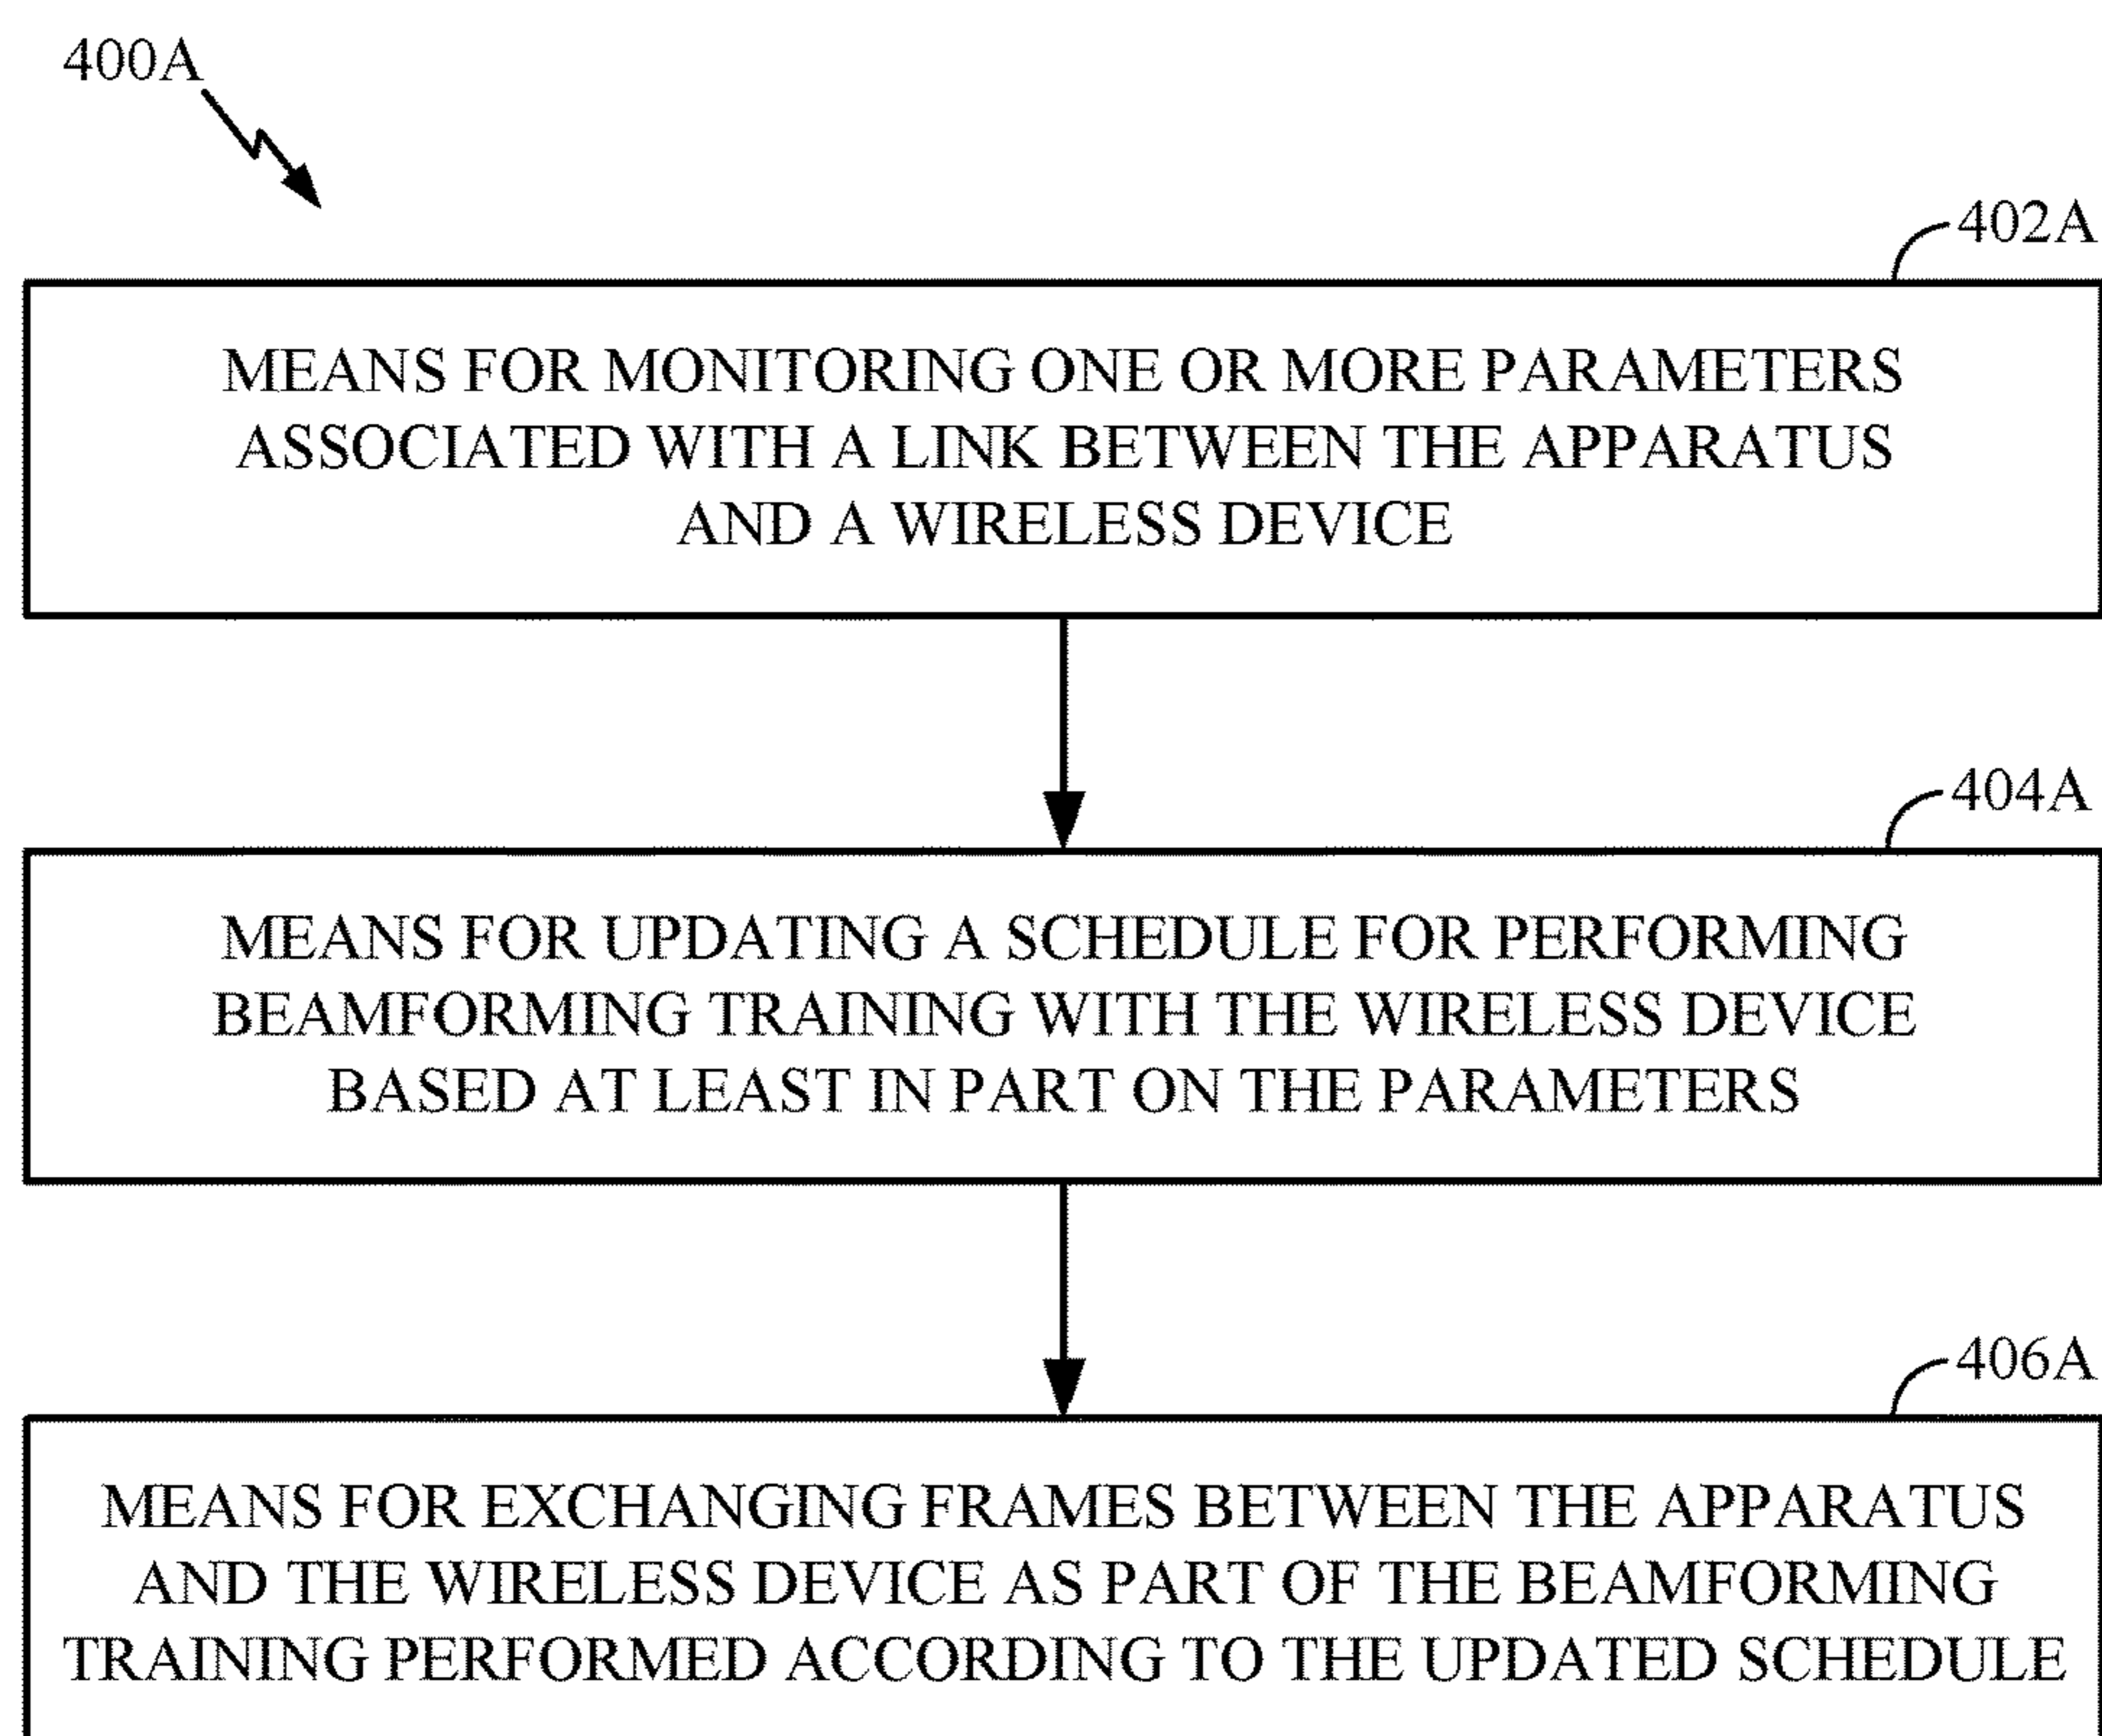 400A
402A
MEANS FOR MONITORING ONE OR MORE PARAMETERS
ASSOCIATED WITH A LINK BETWEEN THE APPARATUS
AND A WIRELESS DEVICE
404A
MEANS FOR UPDATING A SCHEDULE FOR PERFORMING
BEAMFORMING TRAINING WITH THE WIRELESS DEVICE
BASED AT LEAST IN PART ON THE PARAMETERS
406A
MEANS FOR EXCHANGING FRAMES BETWEEN THE APPARATUS
AND THE WIRELESS DEVICE AS PART OF THE BEAMFORMING
TRAINING PERFORMED ACCORDING TO THE UPDATED SCHEDULE